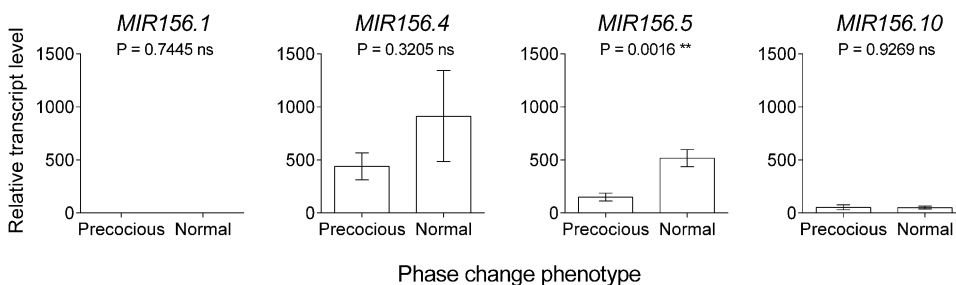 MIR156.1
P = 0.7445 ns
MIR156.4
P = 0.3205 ns
MIR156.5
P = 0.0016 **
MIR156.10
P = 0.9269 ns
Relative transcript level
1500
1000
500
0
Precocious Normal
1500
1000
500
0
Precocious Normal
1500
1000
500
0
Precocious Normal
1500
1000
500
0
Precocious Normal
Phase change phenotype